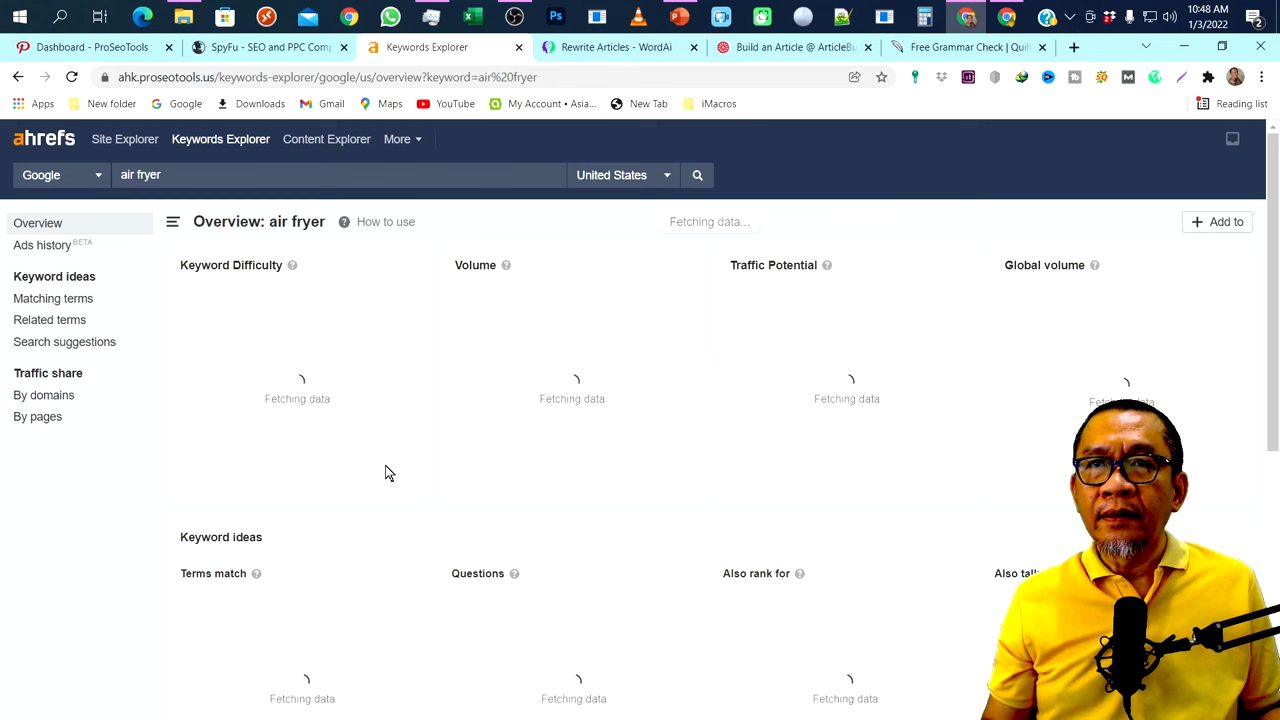 10:48 AM
1/3/2022
2
Dashboard - ProSeoTools
SpyFu - SEO and PPC Comp
Keywords Explorer
Rewrite Articles - WordAi
Build an Article @ ArticleBu
Free Grammar Check | Quill
ahk.proseotools.us/keywords-explorer/google/us/overview?keyword=air%20fryer
Apps
New folder
Google
Downloads
Gmail
Maps
YouTube
My Account • Asia...
New Tab
iMacros
Reading list
ahrefs
Site Explorer
Keywords Explorer
Content Explorer
More
Google
air fryer
United States
Overview
Ads history BETA
Keyword ideas
Matching terms
Related terms
Search suggestions
Traffic share
By domains
By pages
Overview: air fryer
? How to use
Fetching data...
+ Add to
Keyword Difficulty ?
Volume ?
Traffic Potential ?
Global volume ?
Fetching data
Fetching data
Fetching data
Fetching data
Keyword ideas
Terms match ?
Questions ?
Also rank for ?
Also tal
Fetching data
Fetching data
Fetching data